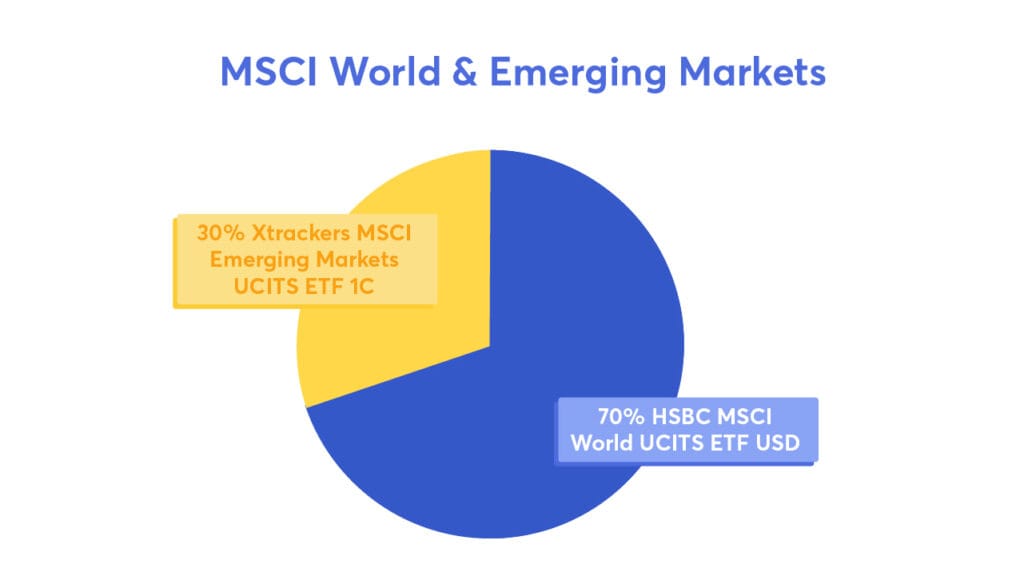 MSCI World & Emerging Markets
30% Xtrackers MSCI
Emerging Markets
UCITS ETF 1C
70% HSBC MSCI
World UCITS ETF USD